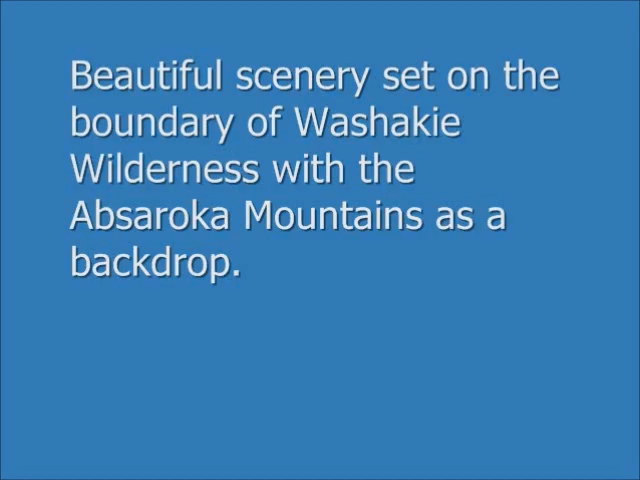 Beautiful scenery set on the
boundary of Washakie
Wilderness with the
Absaroka Mountains as a
backdrop.